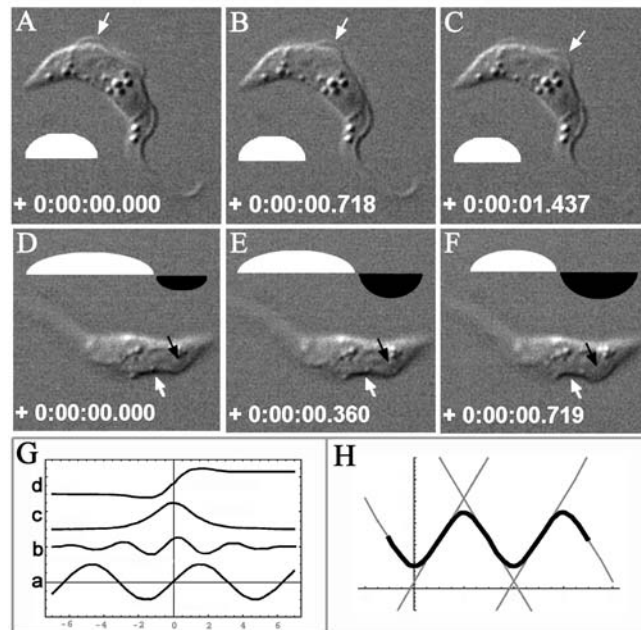 A
B
C
+ 0:00:00.000
+ 0:00:00.718
+ 0:00:01.437
D
E
F
+ 0:00:00.000
+ 0:00:00.360
+ 0:00:00.719
G
H
d
c
b
a
-6 -4 -2 0 2 4 6